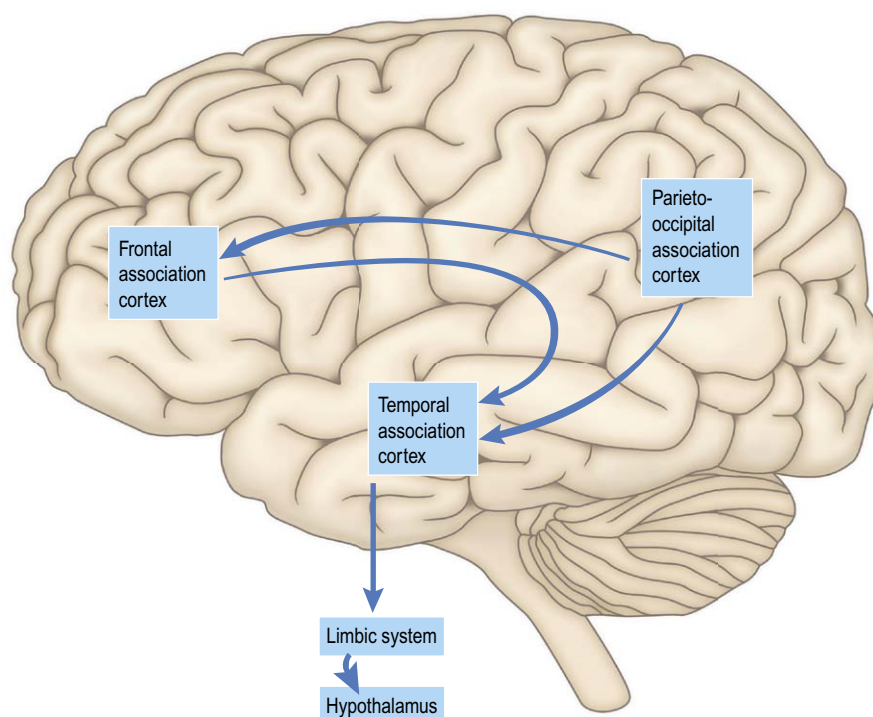 Parieto-
occipital
association
cortex
Frontal
association
cortex
Temporal
association
cortex
Limbic system
Hypothalamus